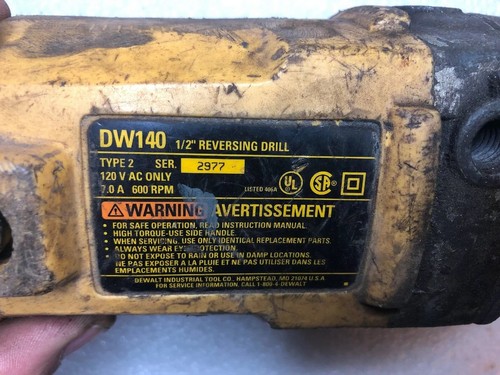 DW140 1/2" REVERSING DRILL
TYPE 2 SER. 2977
120 V AC ONLY
7.0 A 600 RPM LISTED 406A UL SA
⚠WARNING AVERTISSEMENT
• FOR SAFE OPERATION, READ INSTRUCTION MANUAL.
• HIGH TORQUE-USE SIDE HANDLE.
• WHEN SERVICING, USE ONLY IDENTICAL REPLACEMENT PARTS.
• ALWAYS WEAR EYE PROTECTION.
• DO NOT EXPOSE TO RAIN OR USE IN DAMP LOCATIONS.
NE PAS EXPOSER A LA PLUIE ET NE PAS UTILISER DANS LES
EMPLACEMENTS HUMIDES.
DEWALT INDUSTRIAL TOOL CO., HAMPSTEAD, MD 21074 U.S.A
FOR SERVICE INFORMATION, CALL 1-800-4-DEWALT